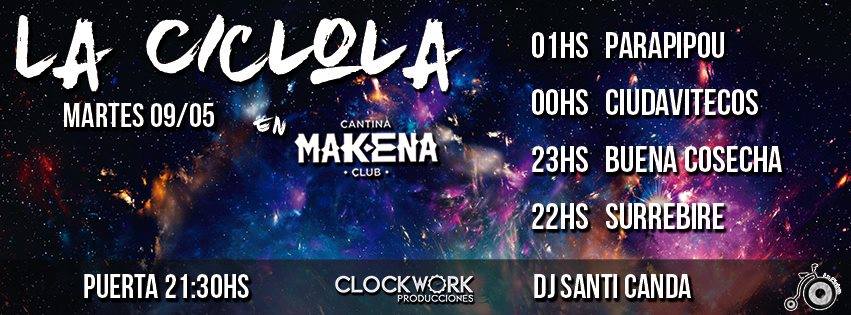 LA CICLOLA
MARTES 09/05
EN
CANTINA
MAKENA
CLUB
01HS PARAPIPOU
00HS CIUDAVITECOS
23HS BUENA COSECHA
22HS SURREBIRE
PUERTA 21:30HS
CLOCKWORK
PRODUCCIONES
DJ SANTI CANDA